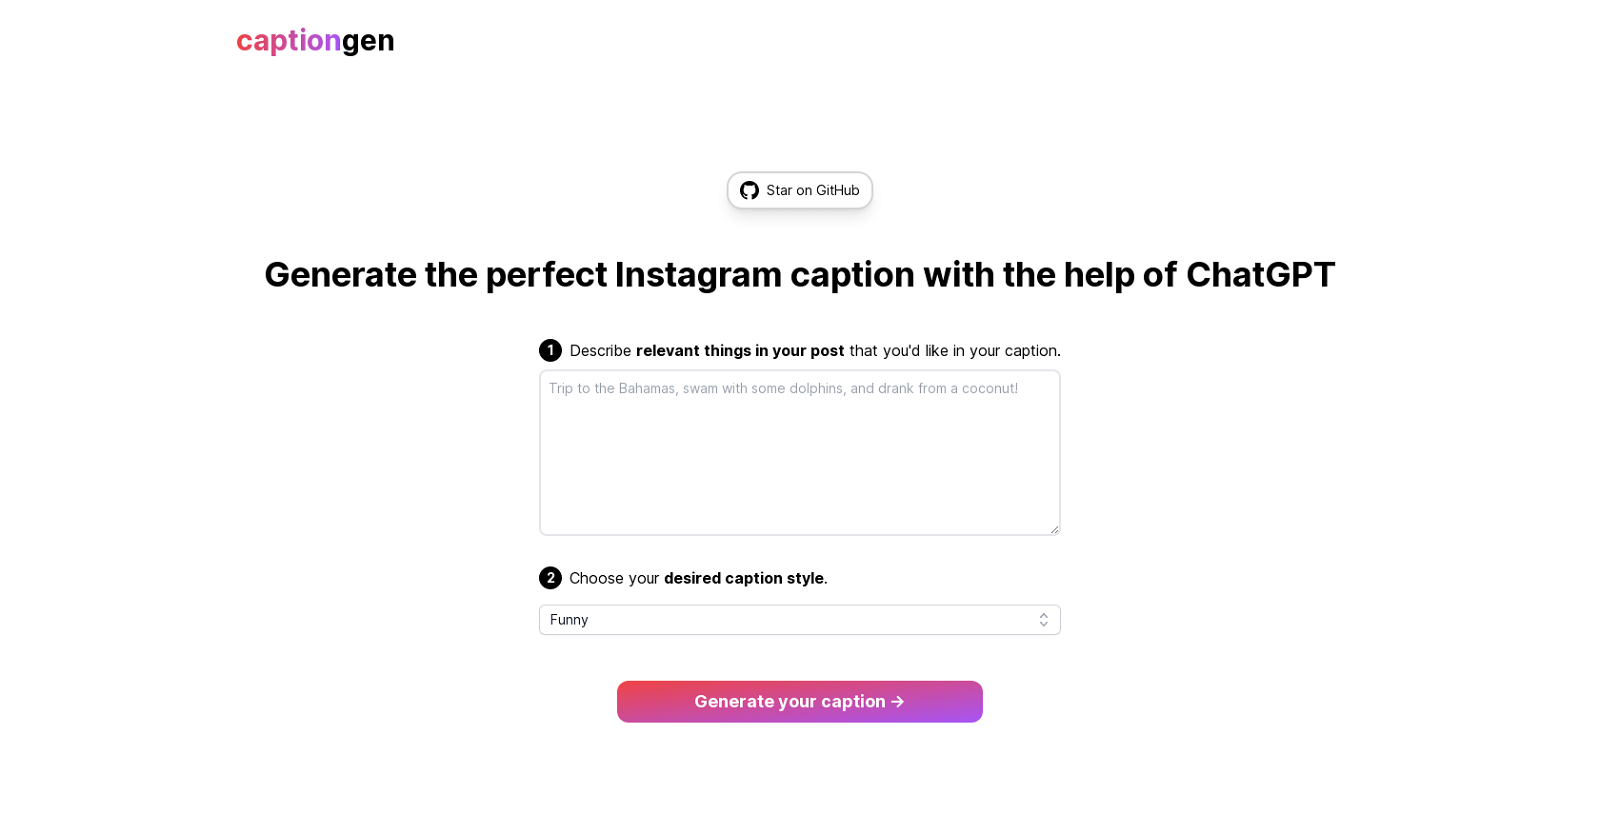 captiongen
Star on GitHub
Generate the perfect Instagram caption with the help of ChatGPT
1 Describe relevant things in your post that you'd like in your caption.
Trip to the Bahamas, swam with some dolphins, and drank from a coconut!
2 Choose your desired caption style.
Funny
Generate your caption →